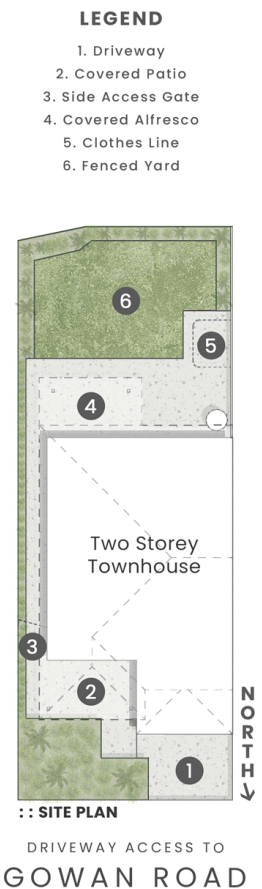 LEGEND
1. Driveway
2. Covered Patio
3. Side Access Gate
4. Covered Alfresco
5. Clothes Line
6. Fenced Yard
6
5
4
Two Storey
Townhouse
3
2
NORTH
1
:: SITE PLAN
DRIVEWAY ACCESS TO
GOWAN ROAD